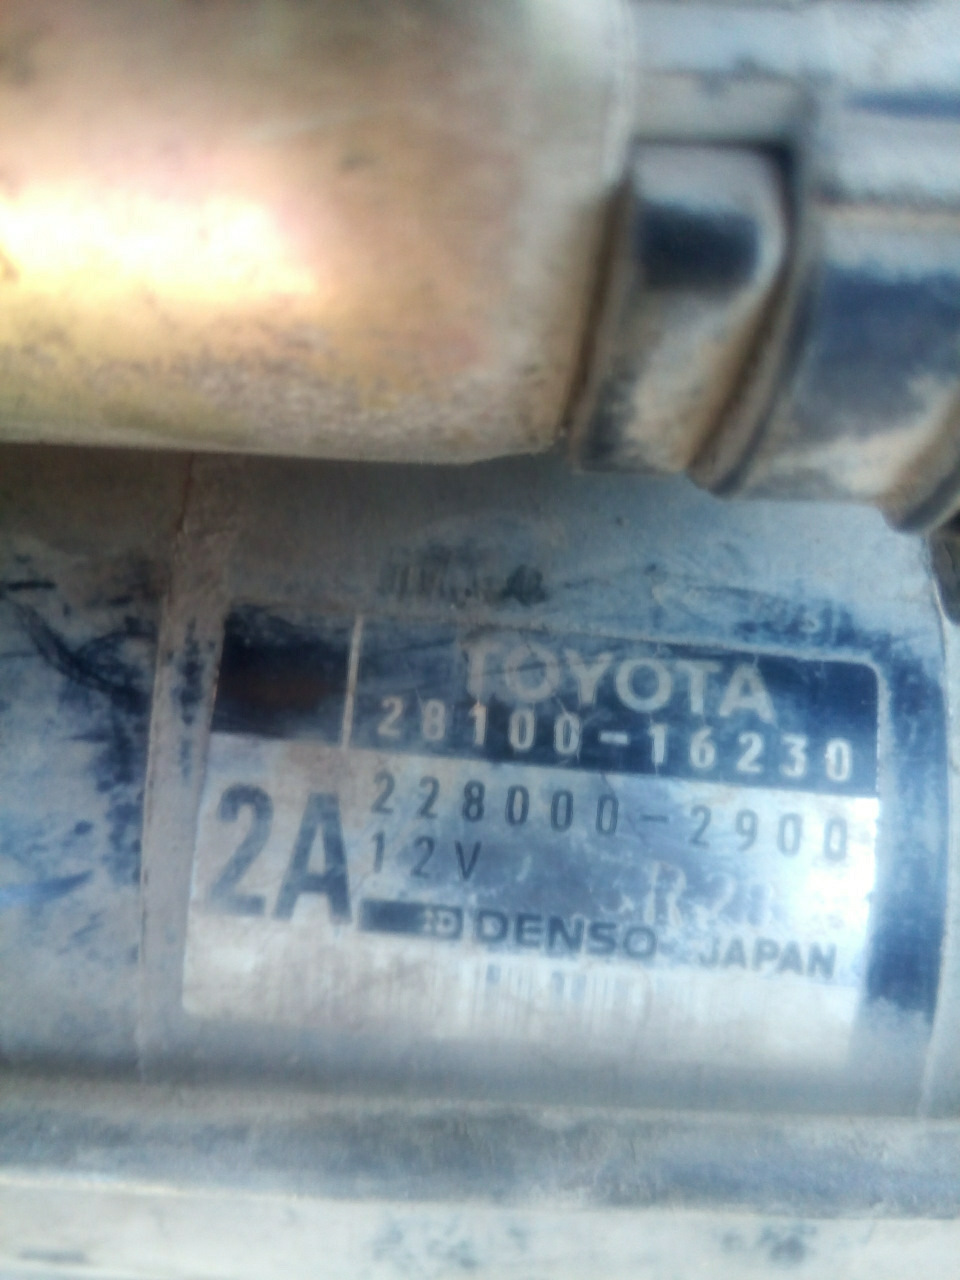 TOYOTA
28100-16230
2A
228000-2900
12V
DENSO JAPAN